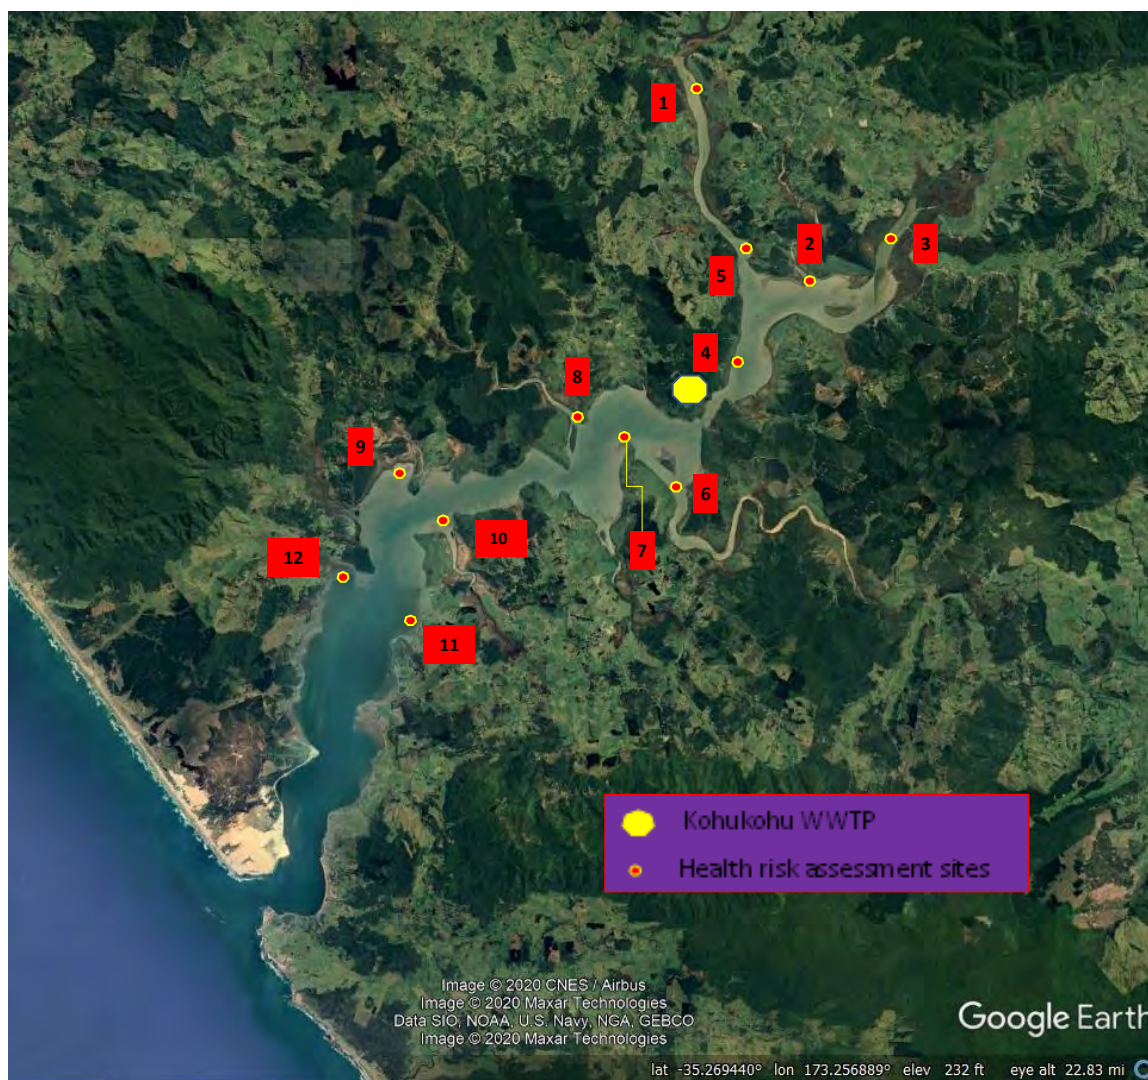 1
2
3
5
4
8
9
6
10
7
12
11
Kohukohu WWTP
Health risk assessment sites
Image © 2020 CNES / Airbus
Image © 2020 Maxar Technologies
Data SIO, NOAA, U.S. Navy, NGA, GEBCO
Image © 2020 Maxar Technologies
Google Earth
lat -35.269440° lon 173.256889° elev 232 ft eye alt 22.83 mi